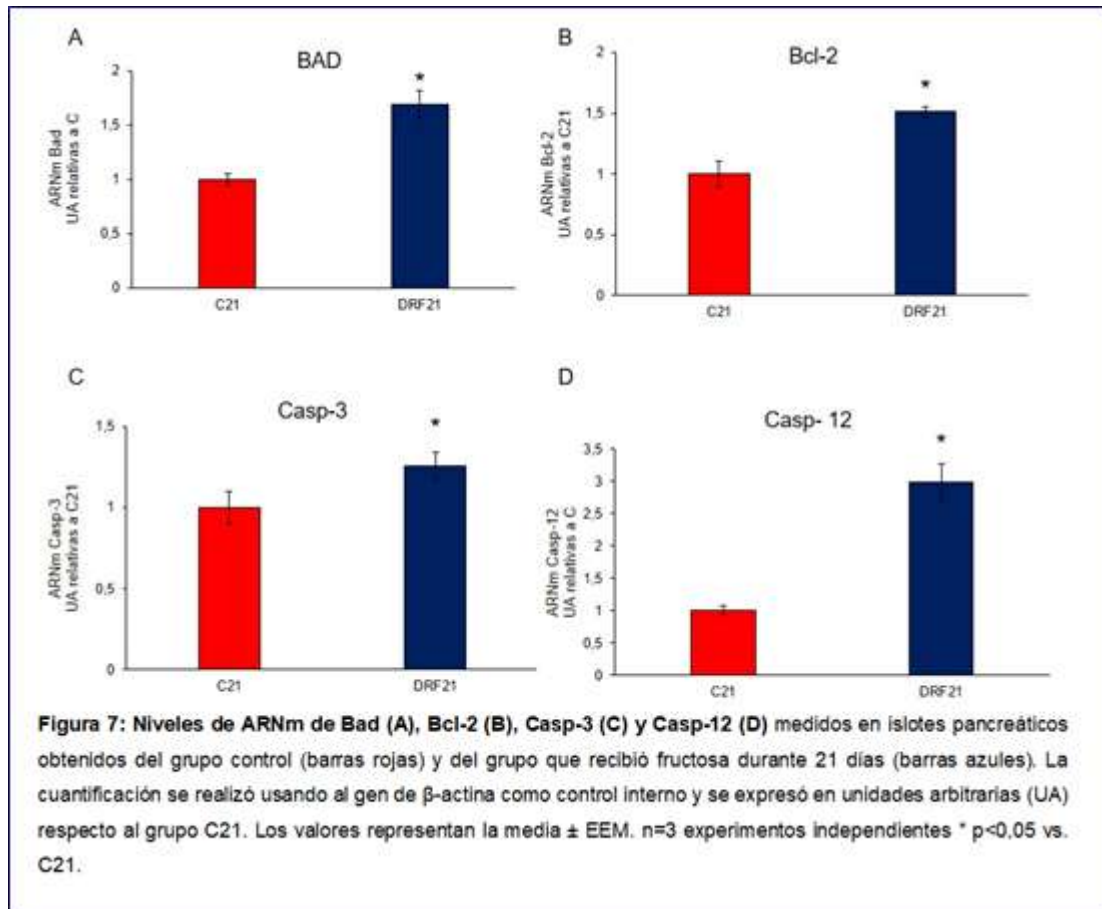 A
BAD
ARNm Bad
UA relativas a C
2
*
1,5
1
0,5
0
C21
DRF21
B
Bcl-2
ARNm Bcl-2
UA relativas a C21
2
*
1,5
1
0,5
0
C21
DRF21
C
Casp-3
ARNm Casp-3
UA relativas a C21
1,5
*
1
0,5
0
C21
DRF21
D
Casp- 12
ARNm Casp-12
UA relativas a C
3,5
*
3
2,5
2
1,5
1
0,5
0
C21
DRF21
Figura 7: Niveles de ARNm de Bad (A), Bcl-2 (B), Casp-3 (C) y Casp-12 (D) medidos en islotes pancreáticos
obtenidos del grupo control (barras rojas) y del grupo que recibió fructosa durante 21 días (barras azules). La
cuantificación se realizó usando al gen de β-actina como control interno y se expresó en unidades arbitrarias (UA)
respecto al grupo C21. Los valores representan la media ± EEM. n=3 experimentos independientes * p<0,05 vs.
C21.